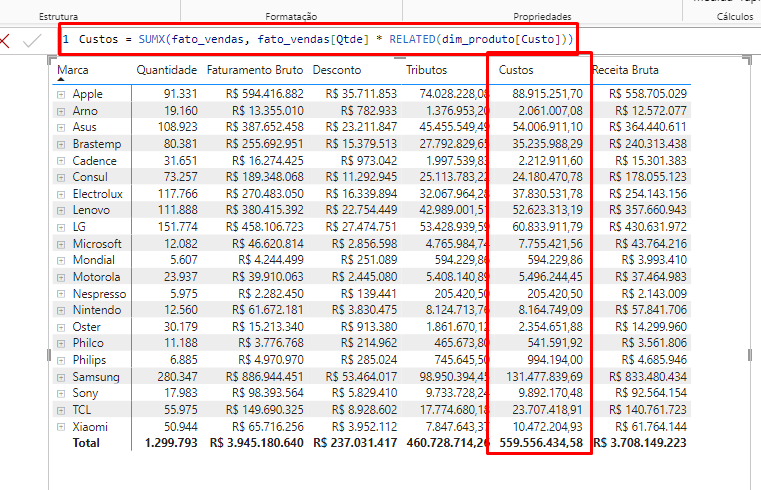 Estrutura Formatação Propriedades Cálculos
1 Custos = SUMX(fato_vendas, fato_vendas[Qtde] * RELATED(dim_produto[Custo]))
Marca Quantidade Faturamento Bruto Desconto Tributos Custos Receita Bruta
Apple 91.331 R$ 594.416.882 R$ 35.711.853 74.028.228,08 88.915.251,70 R$ 558.705.029
Arno 19.160 R$ 13.355.010 R$ 782.933 1.376.953,20 2.061.007,08 R$ 12.572.077
Asus 108.923 R$ 387.652.458 R$ 23.211.847 45.455.549,49 54.006.911,10 R$ 364.440.611
Brastemp 80.381 R$ 255.692.951 R$ 15.379.513 27.792.829,65 35.235.988,29 R$ 240.313.438
Cadence 31.651 R$ 16.274.425 R$ 973.042 1.997.539,83 2.212.911,60 R$ 15.301.383
Consul 73.257 R$ 189.348.068 R$ 11.292.945 25.113.783,22 24.180.470,78 R$ 178.055.123
Electrolux 117.766 R$ 270.483.050 R$ 16.339.894 32.067.964,28 37.830.531,78 R$ 254.143.156
Lenovo 111.888 R$ 380.415.392 R$ 22.754.449 42.989.001,51 52.623.313,19 R$ 357.660.943
LG 151.774 R$ 458.106.723 R$ 27.474.751 53.428.939,59 60.833.911,79 R$ 430.631.972
Microsoft 12.082 R$ 46.620.814 R$ 2.856.598 4.765.984,74 7.755.421,56 R$ 43.764.216
Mondial 5.607 R$ 4.244.499 R$ 251.089 594.229,86 594.229,86 R$ 3.993.410
Motorola 23.937 R$ 39.910.063 R$ 2.445.080 5.408.140,89 5.496.244,45 R$ 37.464.983
Nespresso 5.975 R$ 2.282.450 R$ 139.441 205.420,50 205.420,50 R$ 2.143.009
Nintendo 12.560 R$ 61.672.181 R$ 3.830.475 8.124.713,76 8.164.749,09 R$ 57.841.706
Oster 30.179 R$ 15.213.340 R$ 913.380 1.861.670,12 2.354.651,88 R$ 14.299.960
Philco 11.188 R$ 3.776.768 R$ 214.962 465.673,80 541.591,92 R$ 3.561.806
Philips 6.885 R$ 4.970.970 R$ 285.024 745.645,50 994.194,00 R$ 4.685.946
Samsung 280.347 R$ 886.944.451 R$ 53.464.017 98.950.394,45 131.477.839,69 R$ 833.480.434
Sony 17.983 R$ 98.393.564 R$ 5.829.410 9.733.728,24 9.892.170,48 R$ 92.564.154
TCL 55.975 R$ 149.690.325 R$ 8.928.602 17.774.680,18 23.707.418,91 R$ 140.761.723
Xiaomi 50.944 R$ 65.716.256 R$ 3.952.112 7.847.643,37 10.472.204,93 R$ 61.764.144
Total 1.299.793 R$ 3.945.180.640 R$ 237.031.417 460.728.714,26 559.556.434,58 R$ 3.708.149.223